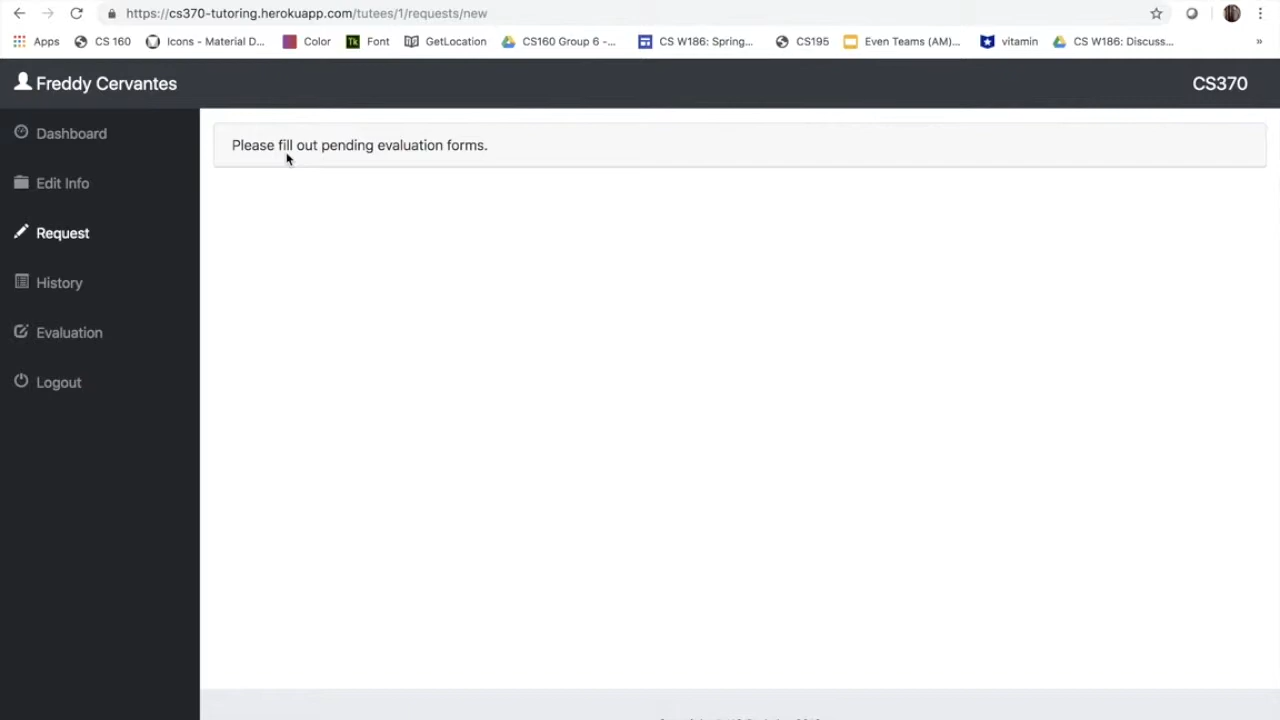 https://cs370-tutoring.herokuapp.com/tutees/1/requests/new
Apps CS 160 Icons - Material D... Color Tk Font GetLocation CS160 Group 6 -... CS W186: Spring... CS195 Even Teams (AM)... vitamin CS W186: Discuss... »
Freddy Cervantes CS370
Dashboard
Please fill out pending evaluation forms.
Edit Info
Request
History
Evaluation
Logout